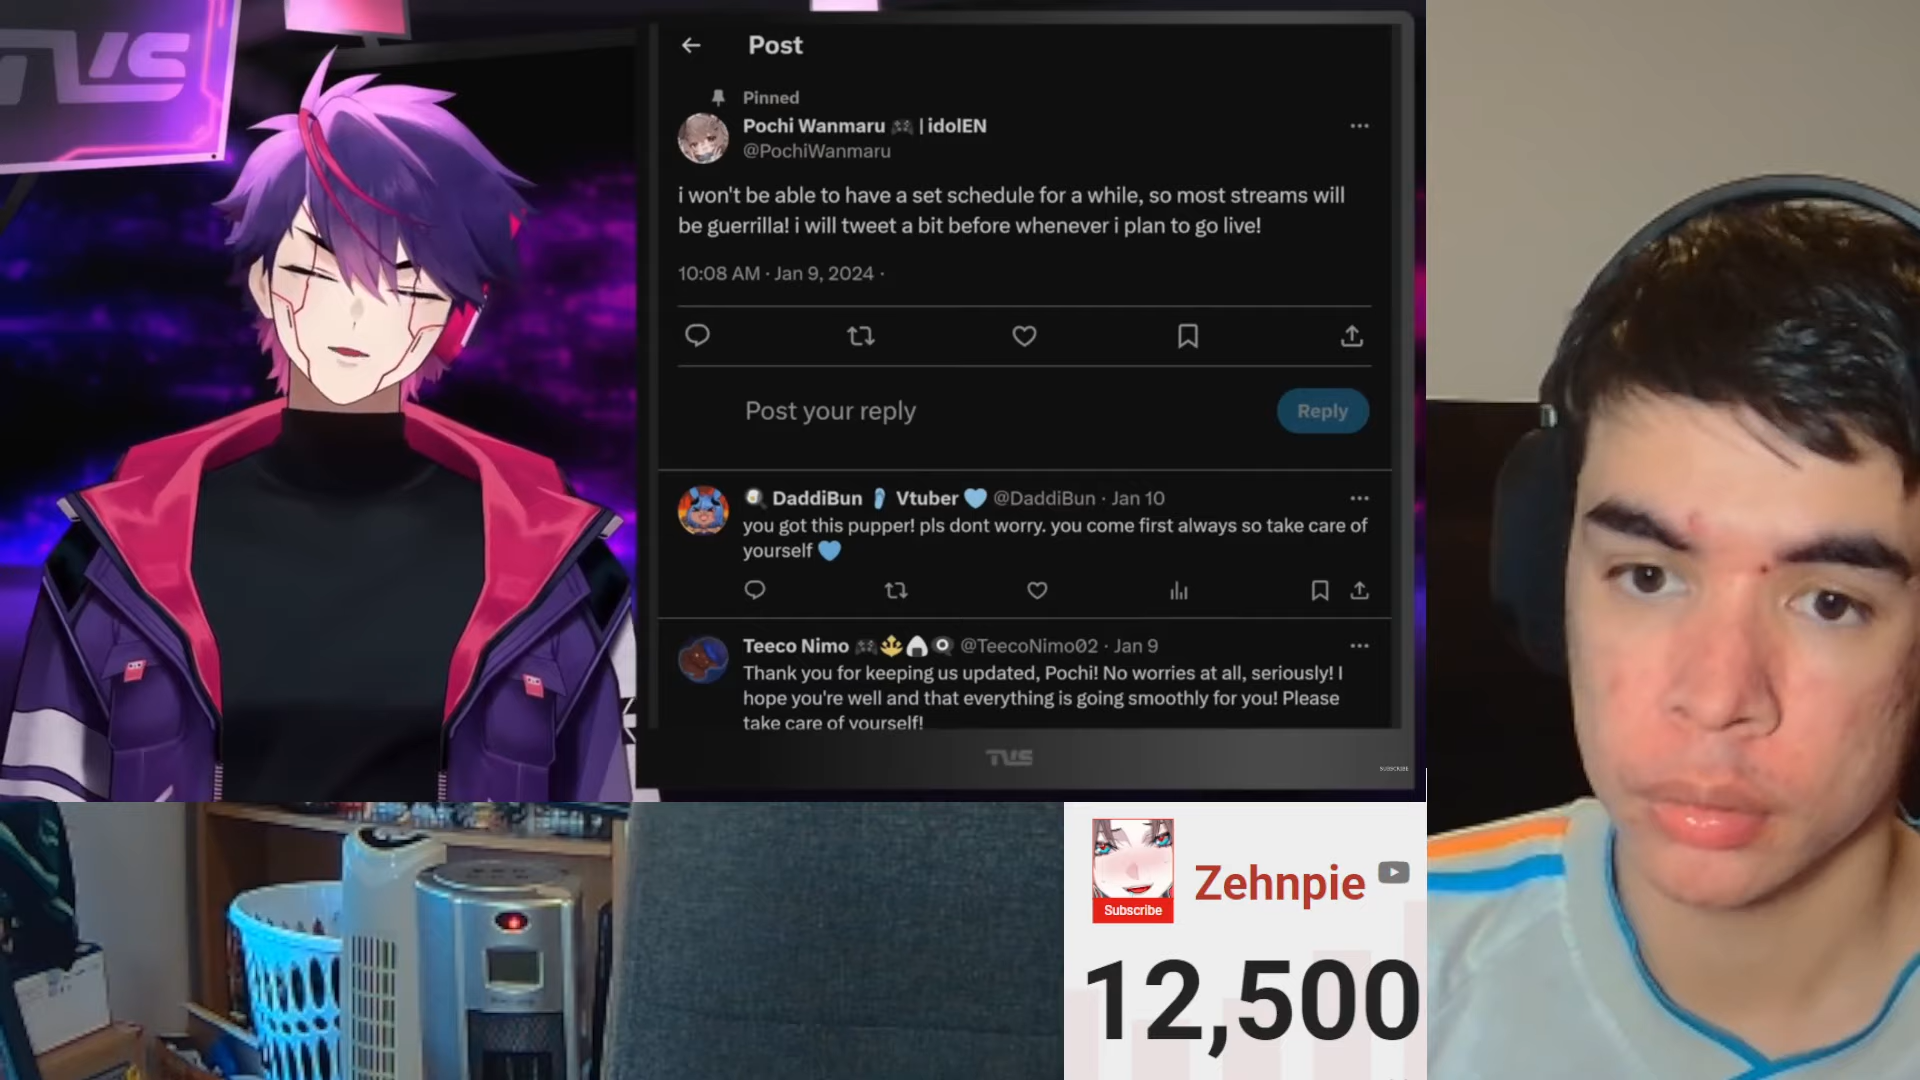 TVS
Post
Pinned
Pochi Wanmaru 🎮 | idolEN
@PochiWanmaru
i won't be able to have a set schedule for a while, so most streams will
be guerrilla! i will tweet a bit before whenever i plan to go live!
10:08 AM · Jan 9, 2024 ·
Post your reply
Reply
🍳 DaddiBun 🩴 Vtuber 🩵 @DaddiBun · Jan 10
you got this pupper! pls dont worry. you come first always so take care of
yourself 🩵
Teeco Nimo 🎮🔱🍙🍳 @TeecoNimo02 · Jan 9
Thank you for keeping us updated, Pochi! No worries at all, seriously! I
hope you're well and that everything is going smoothly for you! Please
take care of yourself!
TVS
SUBSCRIBE
Zehnpie
Subscribe
12,500